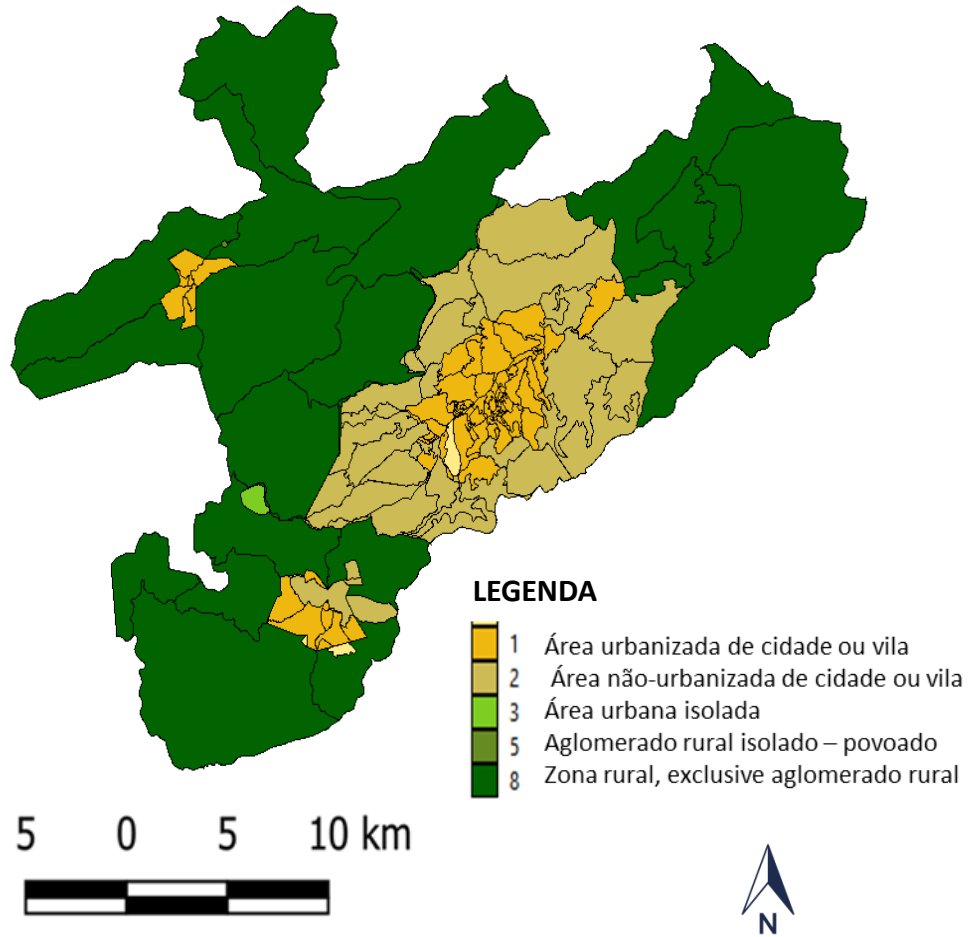 LEGENDA
1 Área urbanizada de cidade ou vila
2 Área não-urbanizada de cidade ou vila
3 Área urbana isolada
5 Aglomerado rural isolado – povoado
8 Zona rural, exclusive aglomerado rural
5 0 5 10 km
N